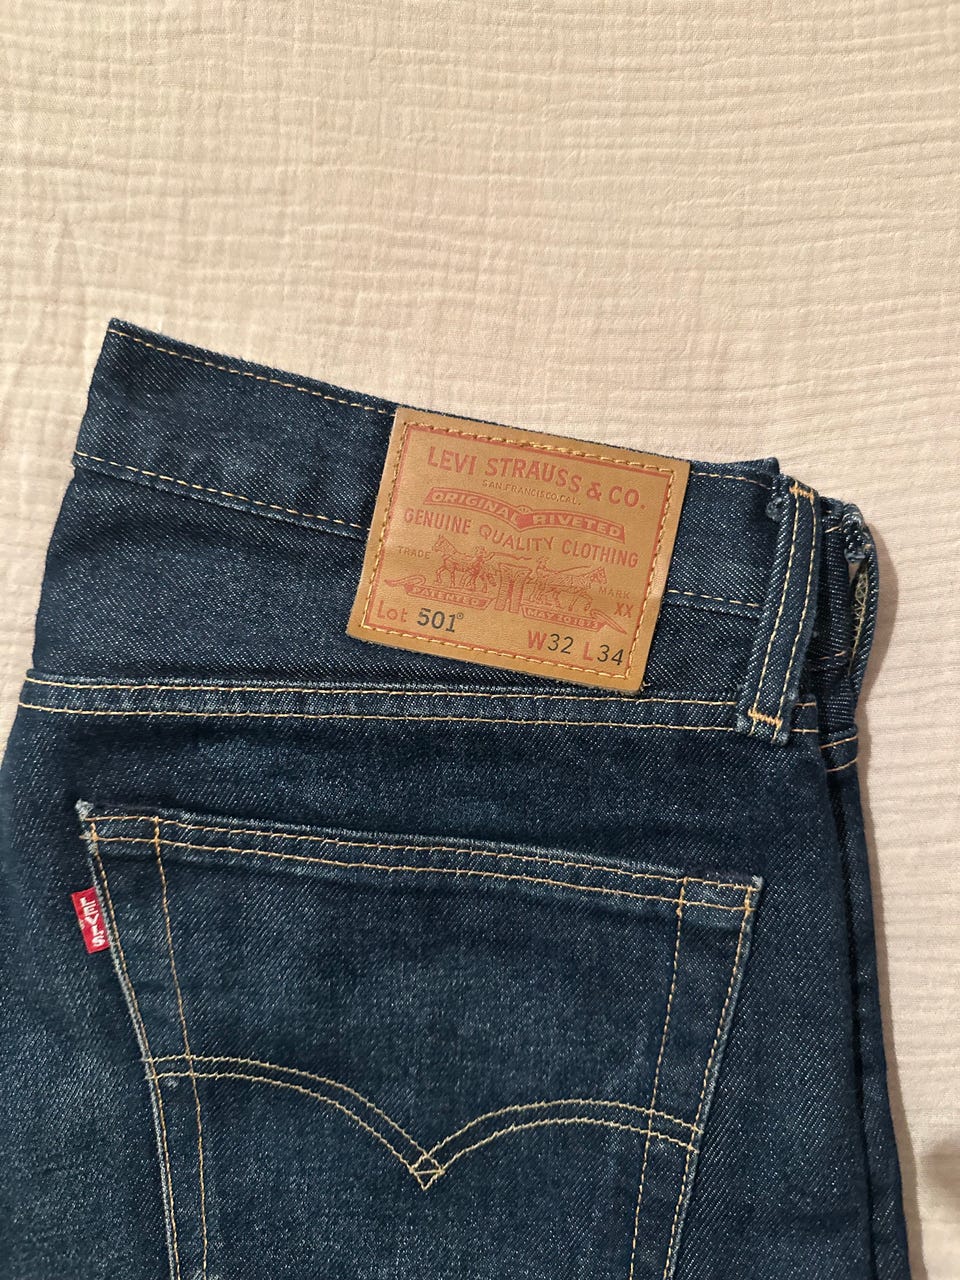 LEVI STRAUSS & CO.
SAN FRANCISCO, CAL.
ORIGINAL RIVETED
GENUINE QUALITY CLOTHING
TRADE MARK
PATENTED MAY 20 1873 XX
Lot 501® W32 L34
LEVI'S